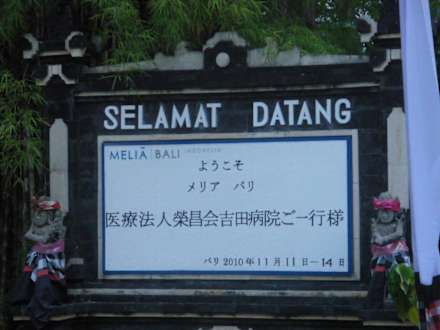 SELAMAT DATANG
MELIÃ BALI INDONESIA
ようこそ
メリア バリ
医療法人榮昌会吉田病院ご一行様
バリ 2010年11月11日-14日